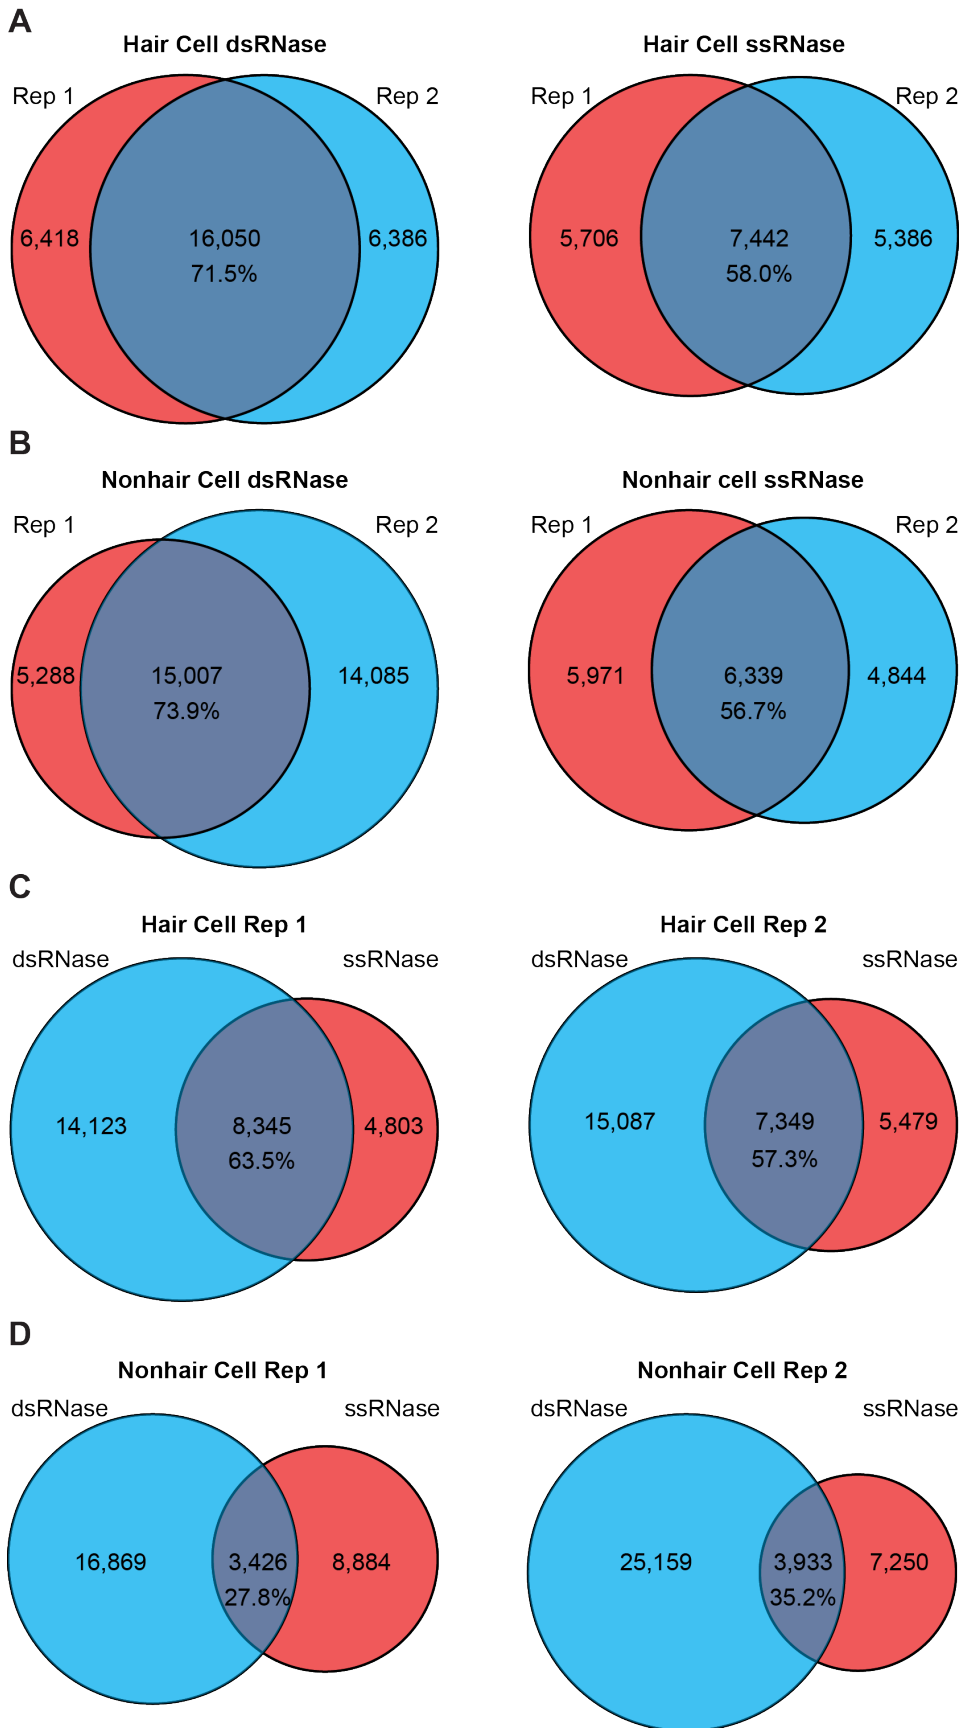 A
Hair Cell dsRNase
Rep 1
Rep 2
6,418
16,050
6,386
71.5%
Hair Cell ssRNase
Rep 1
Rep 2
5,706
7,442
5,386
58.0%
B
Nonhair Cell dsRNase
Rep 1
Rep 2
5,288
15,007
14,085
73.9%
Nonhair cell ssRNase
Rep 1
Rep 2
5,971
6,339
4,844
56.7%
C
Hair Cell Rep 1
dsRNase
ssRNase
14,123
8,345
4,803
63.5%
Hair Cell Rep 2
dsRNase
ssRNase
15,087
7,349
5,479
57.3%
D
Nonhair Cell Rep 1
dsRNase
ssRNase
16,869
3,426
8,884
27.8%
Nonhair Cell Rep 2
dsRNase
ssRNase
25,159
3,933
7,250
35.2%